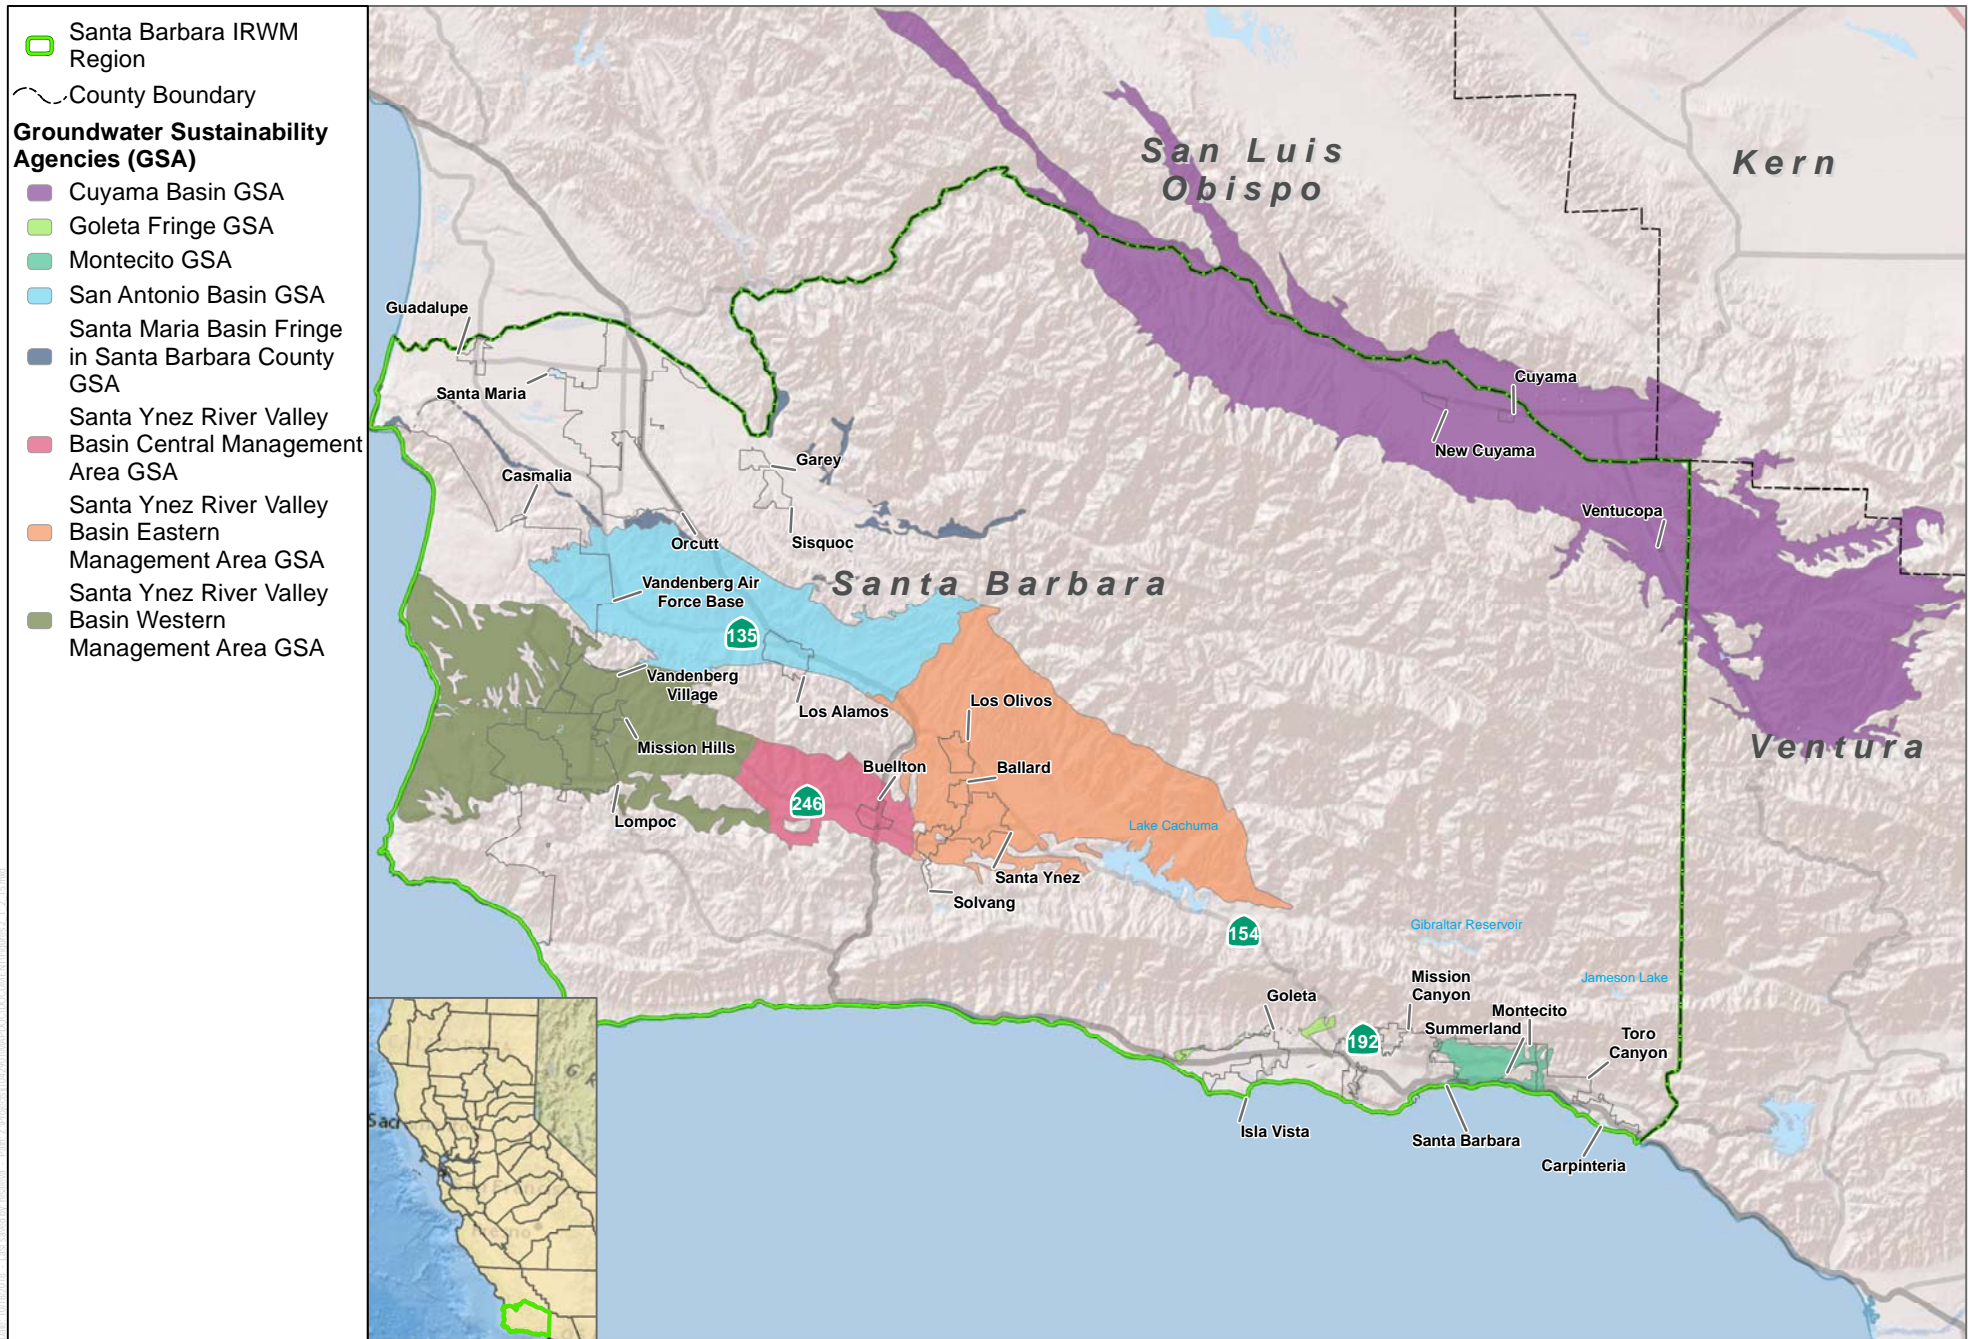 Santa Barbara IRWM
Region
County Boundary
Groundwater Sustainability
Agencies (GSA)
Cuyama Basin GSA
Goleta Fringe GSA
Montecito GSA
San Antonio Basin GSA
Santa Maria Basin Fringe
in Santa Barbara County
GSA
Santa Ynez River Valley
Basin Central Management
Area GSA
Santa Ynez River Valley
Basin Eastern
Management Area GSA
Santa Ynez River Valley
Basin Western
Management Area GSA
San Luis
Obispo
Kern
Guadalupe
Santa Maria
Cuyama
New Cuyama
Garey
Casmalia
Ventucopa
Orcutt
Sisquoc
Santa Barbara
Vandenberg Air
Force Base
135
Vandenberg
Village
Los Alamos
Los Olivos
Mission Hills
Ventura
Buellton
Ballard
246
Lompoc
Lake Cachuma
Santa Ynez
Solvang
154
Gibraltar Reservoir
Jameson Lake
Mission
Canyon
Goleta
Montecito
Summerland
Toro
Canyon
192
Isla Vista
Santa Barbara
Carpinteria